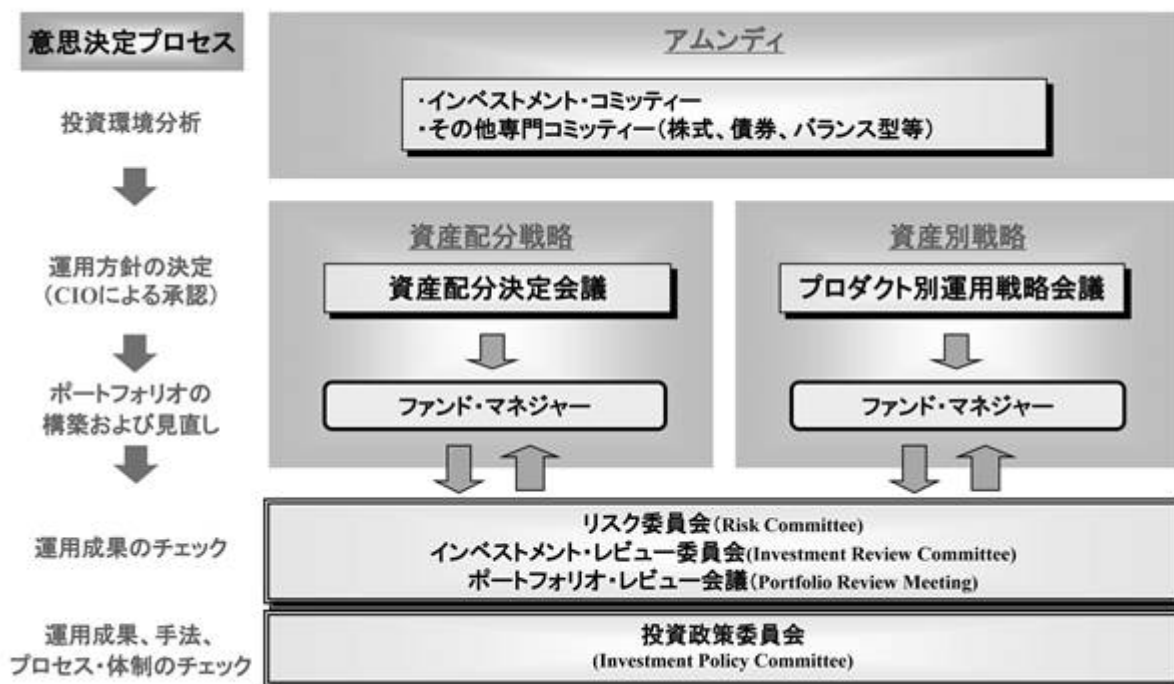 意思決定プロセス
アムンディ
投資環境分析
・インベストメント・コミッティー
・その他専門コミッティー(株式、債券、バランス型等)
資産配分戦略
資産別戦略
運用方針の決定
(CIOによる承認)
資産配分決定会議
プロダクト別運用戦略会議
ポートフォリオの
構築および見直し
ファンド・マネジャー
ファンド・マネジャー
運用成果のチェック
リスク委員会(Risk Committee)
インベストメント・レビュー委員会(Investment Review Committee)
ポートフォリオ・レビュー会議(Portfolio Review Meeting)
運用成果、手法、
プロセス・体制のチェック
投資政策委員会
(Investment Policy Committee)